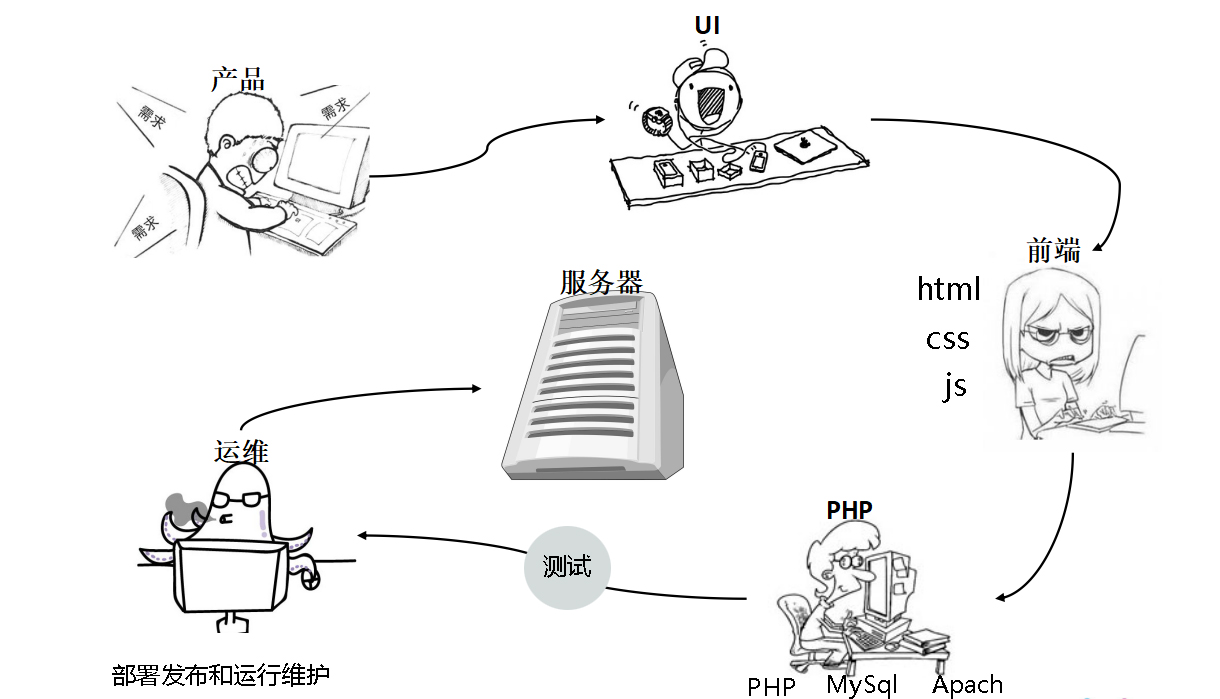 UI
产品
需求
需求
需求
前端
html
css
js
服务器
运维
PHP
测试
部署发布和运行维护
PHP MySql Apach